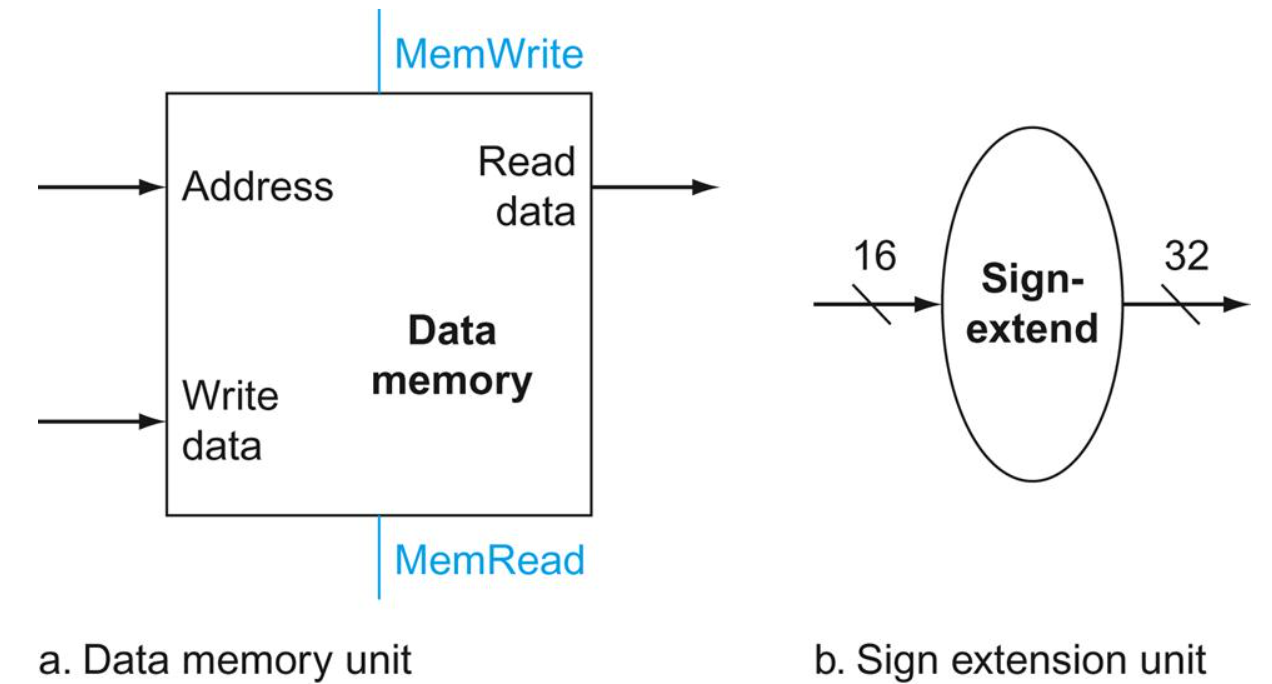 MemWrite
Address
Read
data
Data
memory
Write
data
MemRead
16
Sign-
extend
32
a. Data memory unit
b. Sign extension unit